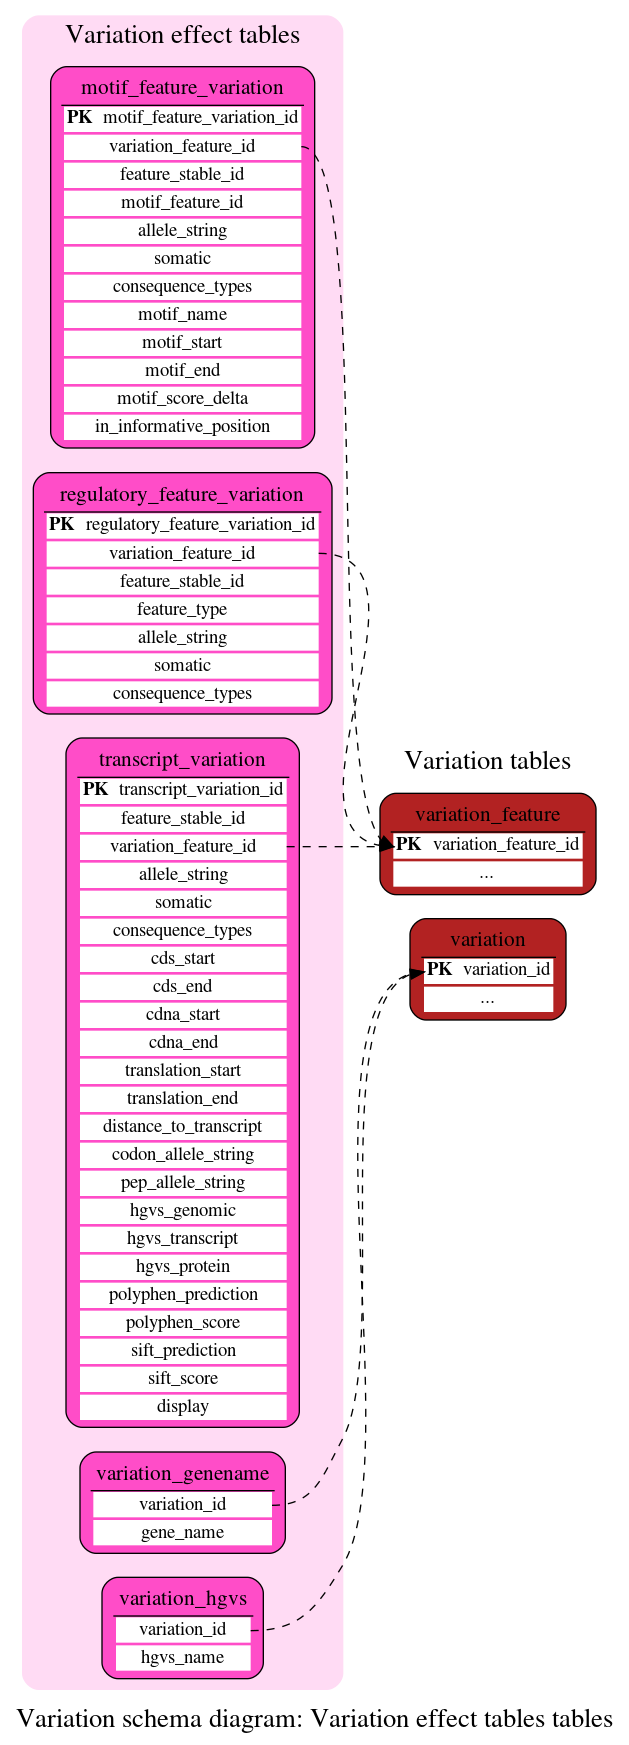 Variation effect tables
motif_feature_variation
PK motif_feature_variation_id
variation_feature_id
feature_stable_id
motif_feature_id
allele_string
somatic
consequence_types
motif_name
motif_start
motif_end
motif_score_delta
in_informative_position
regulatory_feature_variation
PK regulatory_feature_variation_id
variation_feature_id
feature_stable_id
feature_type
allele_string
somatic
consequence_types
transcript_variation
PK transcript_variation_id
feature_stable_id
variation_feature_id
allele_string
somatic
consequence_types
cds_start
cds_end
cdna_start
cdna_end
translation_start
translation_end
distance_to_transcript
codon_allele_string
pep_allele_string
hgvs_genomic
hgvs_transcript
hgvs_protein
polyphen_prediction
polyphen_score
sift_prediction
sift_score
display
variation_genename
variation_id
gene_name
variation_hgvs
variation_id
hgvs_name
Variation tables
variation_feature
PK variation_feature_id
...
variation
PK variation_id
...
Variation schema diagram: Variation effect tables tables